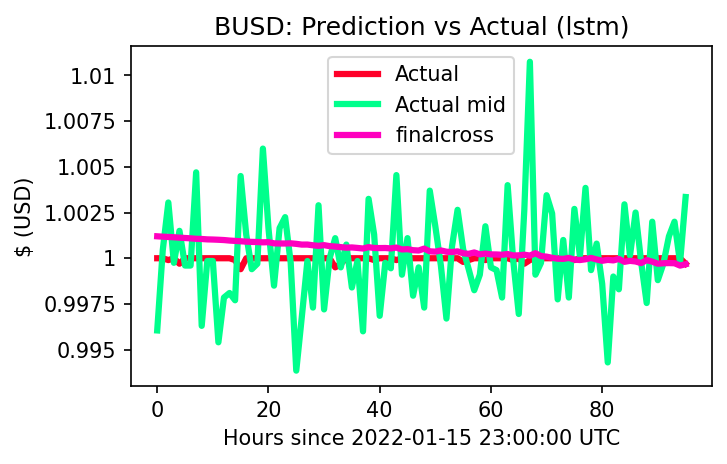 BUSD: Prediction vs Actual (lstm)
Actual
Actual mid
finalcross
1.01
1.0075
1.005
1.0025
1
0.9975
0.995
$ (USD)
0 20 40 60 80
Hours since 2022-01-15 23:00:00 UTC